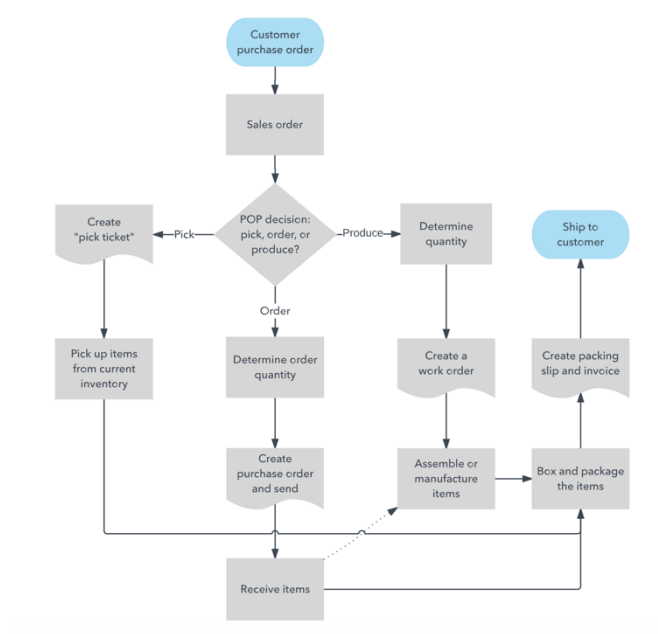 Customer
purchase order
Sales order
POP decision:
pick, order, or
produce?
Pick
Create
"pick ticket"
Pick up items
from current
inventory
Order
Determine order
quantity
Create
purchase order
and send
Receive items
Produce
Determine
quantity
Create a
work order
Assemble or
manufacture
items
Box and package
the items
Create packing
slip and invoice
Ship to
customer